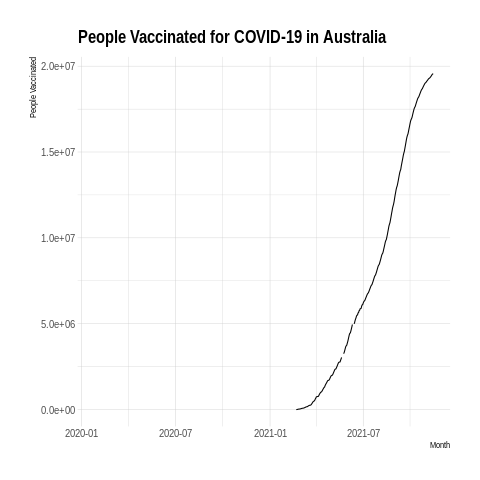 People Vaccinated for COVID-19 in Australia
People Vaccinated
2.0e+07
1.5e+07
1.0e+07
5.0e+06
0.0e+00
2020-01 2020-07 2021-01 2021-07
Month